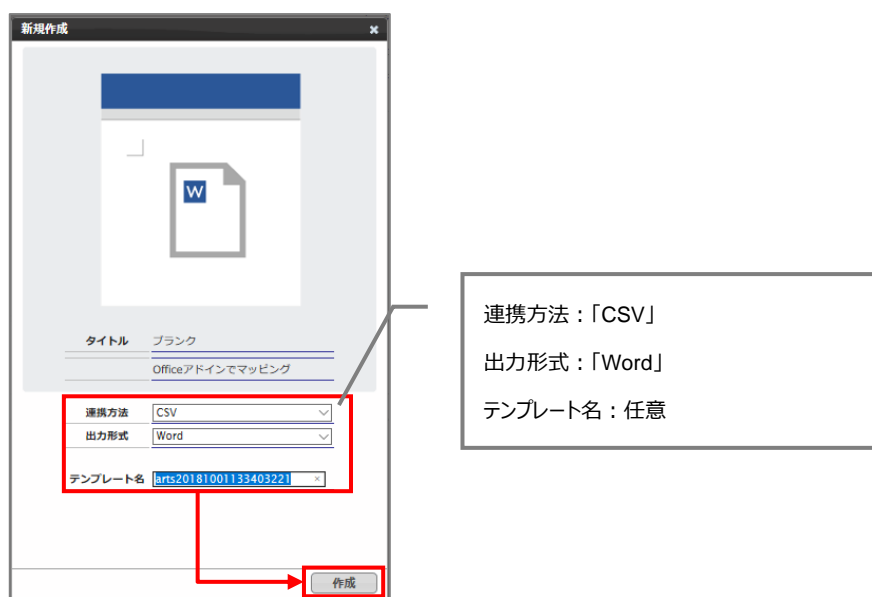 新規作成
W
タイトル ブランク
Officeアドインでマッピング
連携方法 CSV
出力形式 Word
テンプレート名 arts20181001133403221
作成
連携方法：「CSV」
出力形式：「Word」
テンプレート名：任意